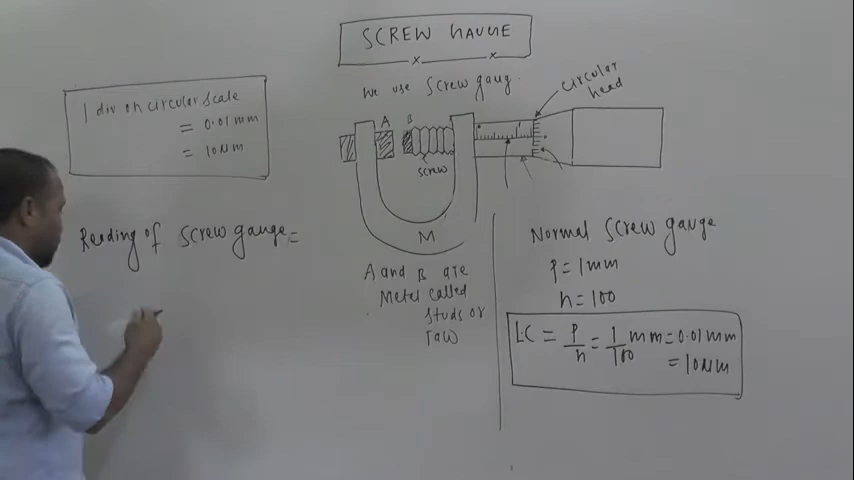 SCREW GAUGE
We use Screw gaug.
circular
head
1 div on circular scale
= 0.01 mm
= 10 μm
A
B
screw
M
Reading of screw gauge =
A and B are
Metal called
studs or
Jaw
Normal Screw gauge
P = 1 mm
n = 100
L.C = P/n = 1/100 mm = 0.01 mm
= 10 μm